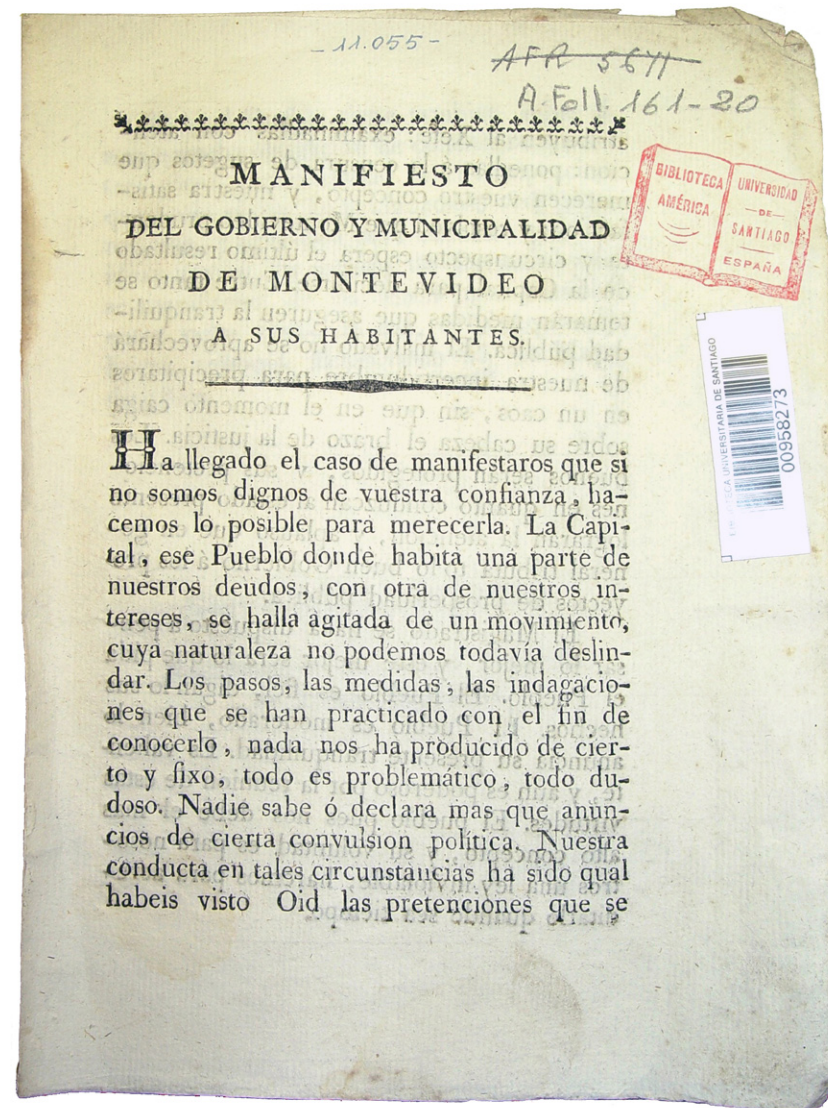 - 11.055 -
AFR 5671
A. Foll. 161-20
MANIFIESTO
DEL GOBIERNO Y MUNICIPALIDAD
DE MONTEVIDEO
A SUS HABITANTES.
BIBLIOTECA
AMÉRICA
UNIVERSIDAD
—DE—
SANTIAGO
ESPAÑA
BIBLIOTECA UNIVERSITARIA DE SANTIAGO
00958273
Ha llegado el caso de manifestaros que si
no somos dignos de vuestra confianza, ha-
cemos lo posible para merecerla. La Capi-
tal, ese Pueblo donde habita una parte de
nuestros deudos, con otra de nuestros in-
tereses, se halla agitada de un movimiento,
cuya naturaleza no podemos todavía deslin-
dar. Los pasos, las medidas, las indagacio-
nes que se han practicado con el fin de
conocerlo, nada nos ha producido de cier-
to y fixo, todo es problemático, todo du-
doso. Nadie sabe ó declara mas que anun-
cios de cierta convulsion política. Nuestra
conducta en tales circunstancias ha sido qual
habeis visto Oid las pretenciones que se